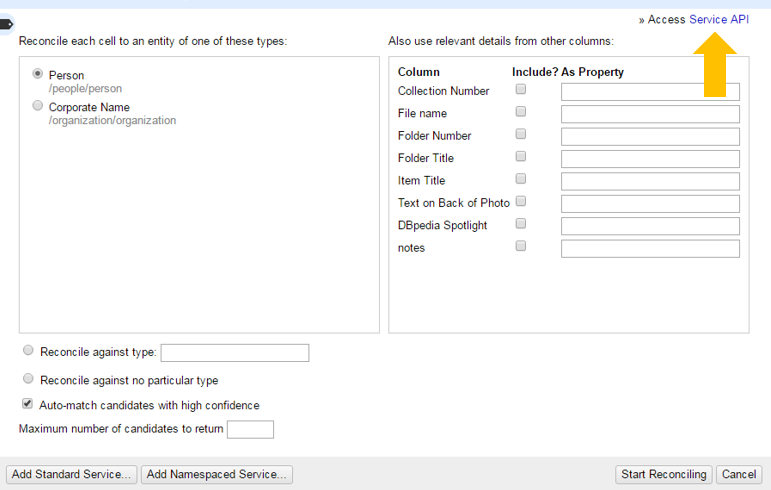 » Access Service API
Reconcile each cell to an entity of one of these types:
Also use relevant details from other columns:
Person
/people/person
Corporate Name
/organization/organization
Column Include? As Property
Collection Number
File name
Folder Number
Folder Title
Item Title
Text on Back of Photo
DBpedia Spotlight
notes
Reconcile against type:
Reconcile against no particular type
Auto-match candidates with high confidence
Maximum number of candidates to return
Add Standard Service... Add Namespaced Service... Start Reconciling Cancel